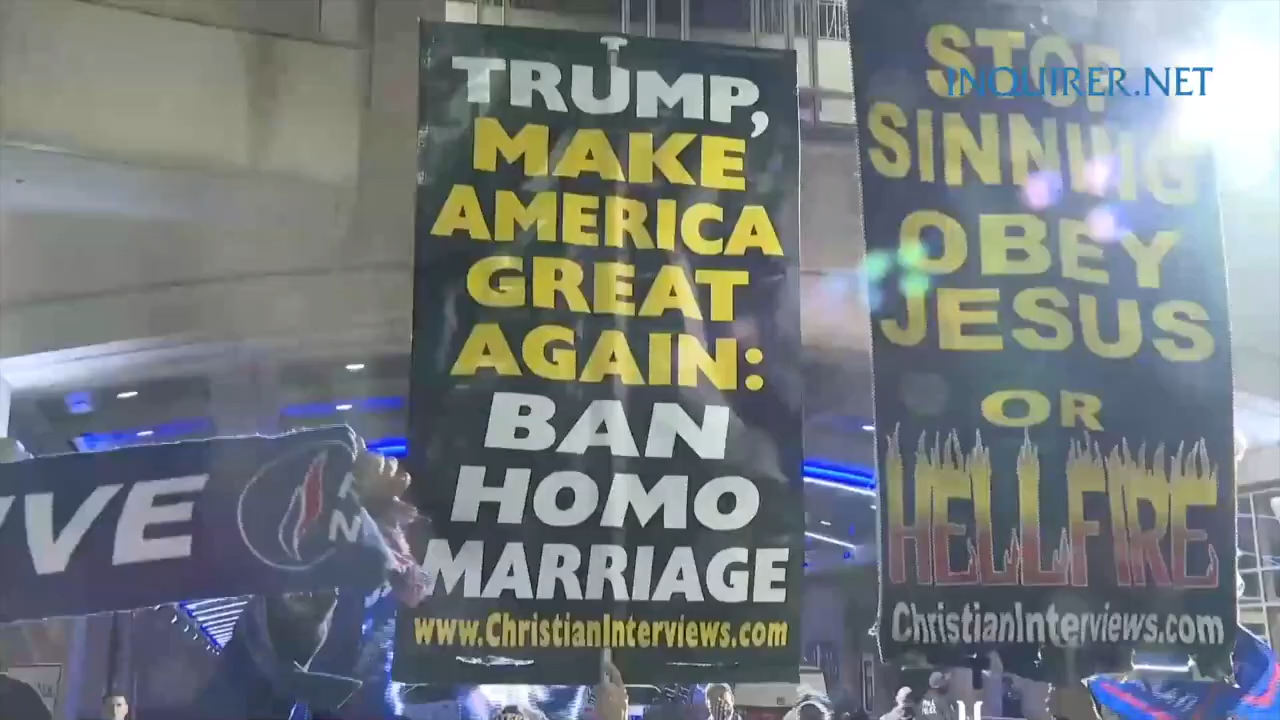 TRUMP,
MAKE
AMERICA
GREAT
AGAIN:
BAN
HOMO
MARRIAGE
www.ChristianInterviews.com
STOP
SINNING
OBEY
JESUS
OR
HELLFIRE
ChristianInterviews.com
INQUIRER.NET
VE
N